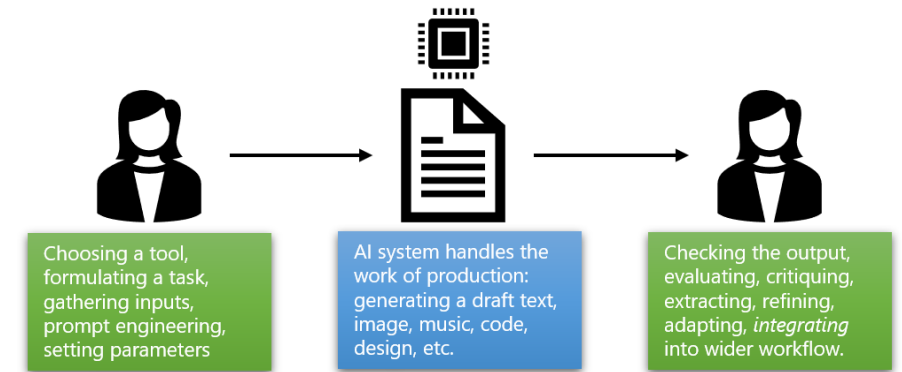 Choosing a tool,
formulating a task,
gathering inputs,
prompt engineering,
setting parameters
AI system handles the
work of production:
generating a draft text,
image, music, code,
design, etc.
Checking the output,
evaluating, critiquing,
extracting, refining,
adapting, integrating
into wider workflow.